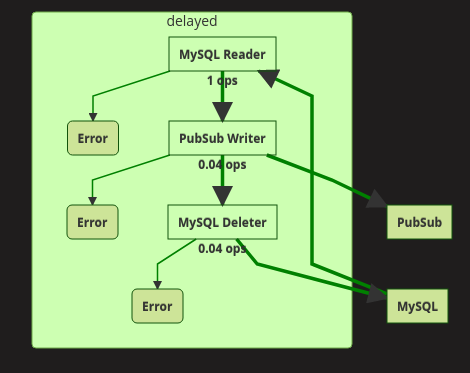 delayed
MySQL Reader
1 ops
Error
PubSub Writer
0.04 ops
Error
PubSub
MySQL Deleter
0.04 ops
Error
MySQL